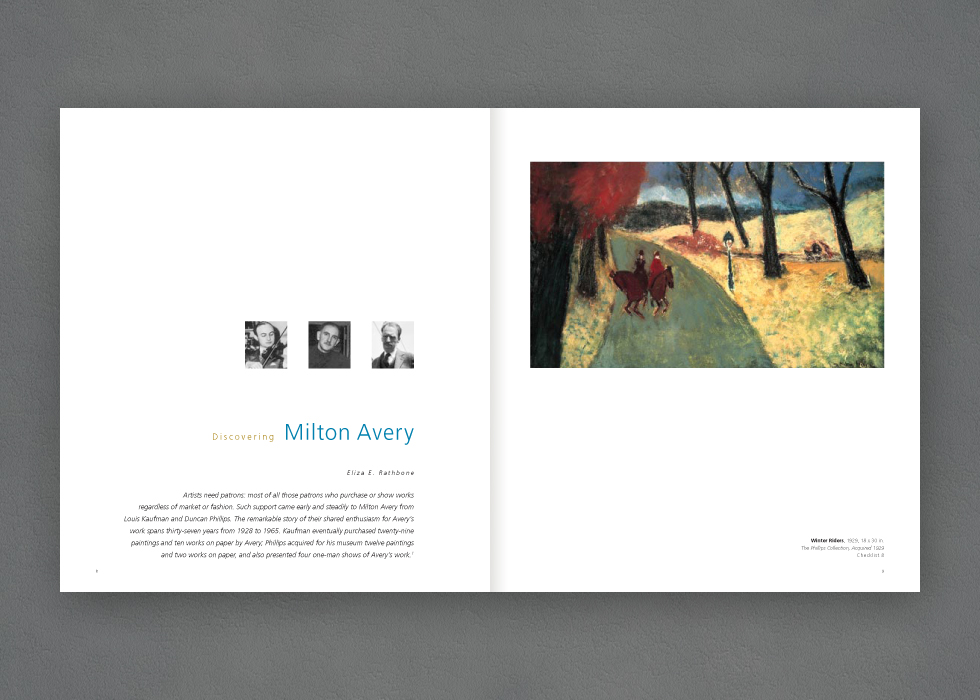 Discovering Milton Avery
Eliza E. Rathbone
Artists need patrons: most of all those patrons who purchase or show works
regardless of market or fashion. Such support came early and steadily to Milton Avery from
Louis Kaufman and Duncan Phillips. The remarkable story of their shared enthusiasm for Avery's
work spans thirty-seven years from 1928 to 1965. Kaufman eventually purchased twenty-nine
paintings and ten works on paper by Avery; Phillips acquired for his museum twelve paintings
and two works on paper, and also presented four one-man shows of Avery's work.¹
Winter Riders, 1929, 18 x 30 in.
The Phillips Collection, Acquired 1929
Checklist 8